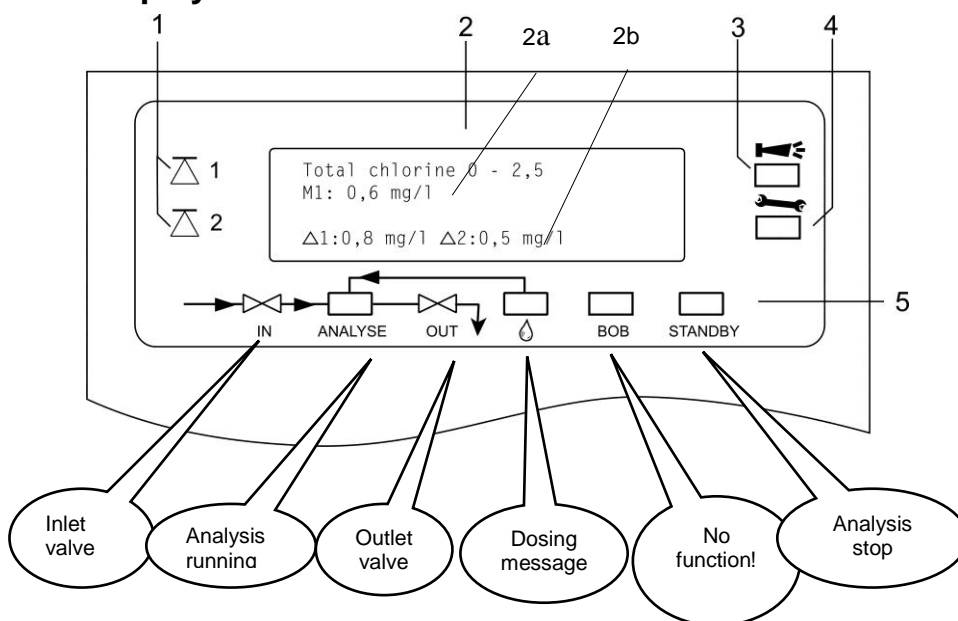 1
2
2a
2b
3
4
1
2
Total chlorine 0 - 2,5
M1: 0,6 mg/l
△1:0,8 mg/l △2:0,5 mg/l
5
IN
ANALYSE
OUT
BOB
STANDBY
Inlet
valve
Analysis
running
Outlet
valve
Dosing
message
No
function!
Analysis
stop